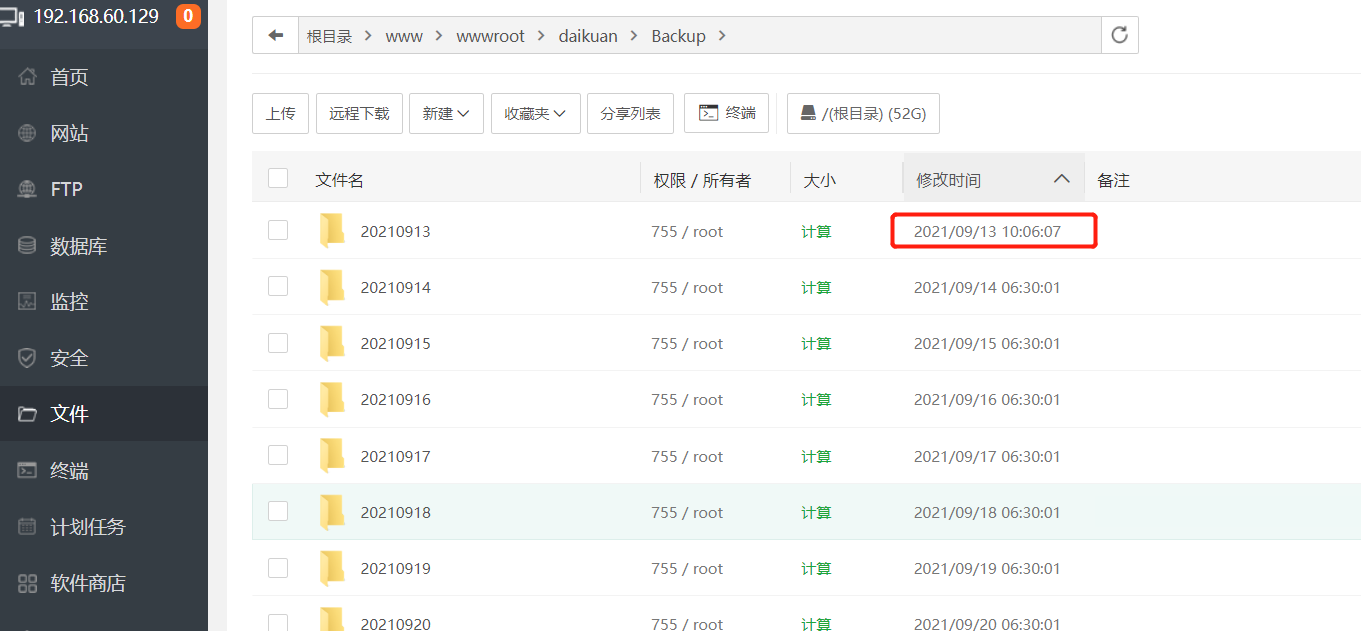 192.168.60.129 0
首页
网站
FTP
数据库
监控
安全
文件
终端
计划任务
软件商店
根目录 > www > wwwroot > daikuan > Backup >
上传 远程下载 新建 收藏夹 分享列表 终端 /(根目录) (52G)
文件名 权限 / 所有者 大小 修改时间 备注
20210913 755 / root 计算 2021/09/13 10:06:07
20210914 755 / root 计算 2021/09/14 06:30:01
20210915 755 / root 计算 2021/09/15 06:30:01
20210916 755 / root 计算 2021/09/16 06:30:01
20210917 755 / root 计算 2021/09/17 06:30:01
20210918 755 / root 计算 2021/09/18 06:30:01
20210919 755 / root 计算 2021/09/19 06:30:01
20210920 755 / root 计算 2021/09/20 06:30:01